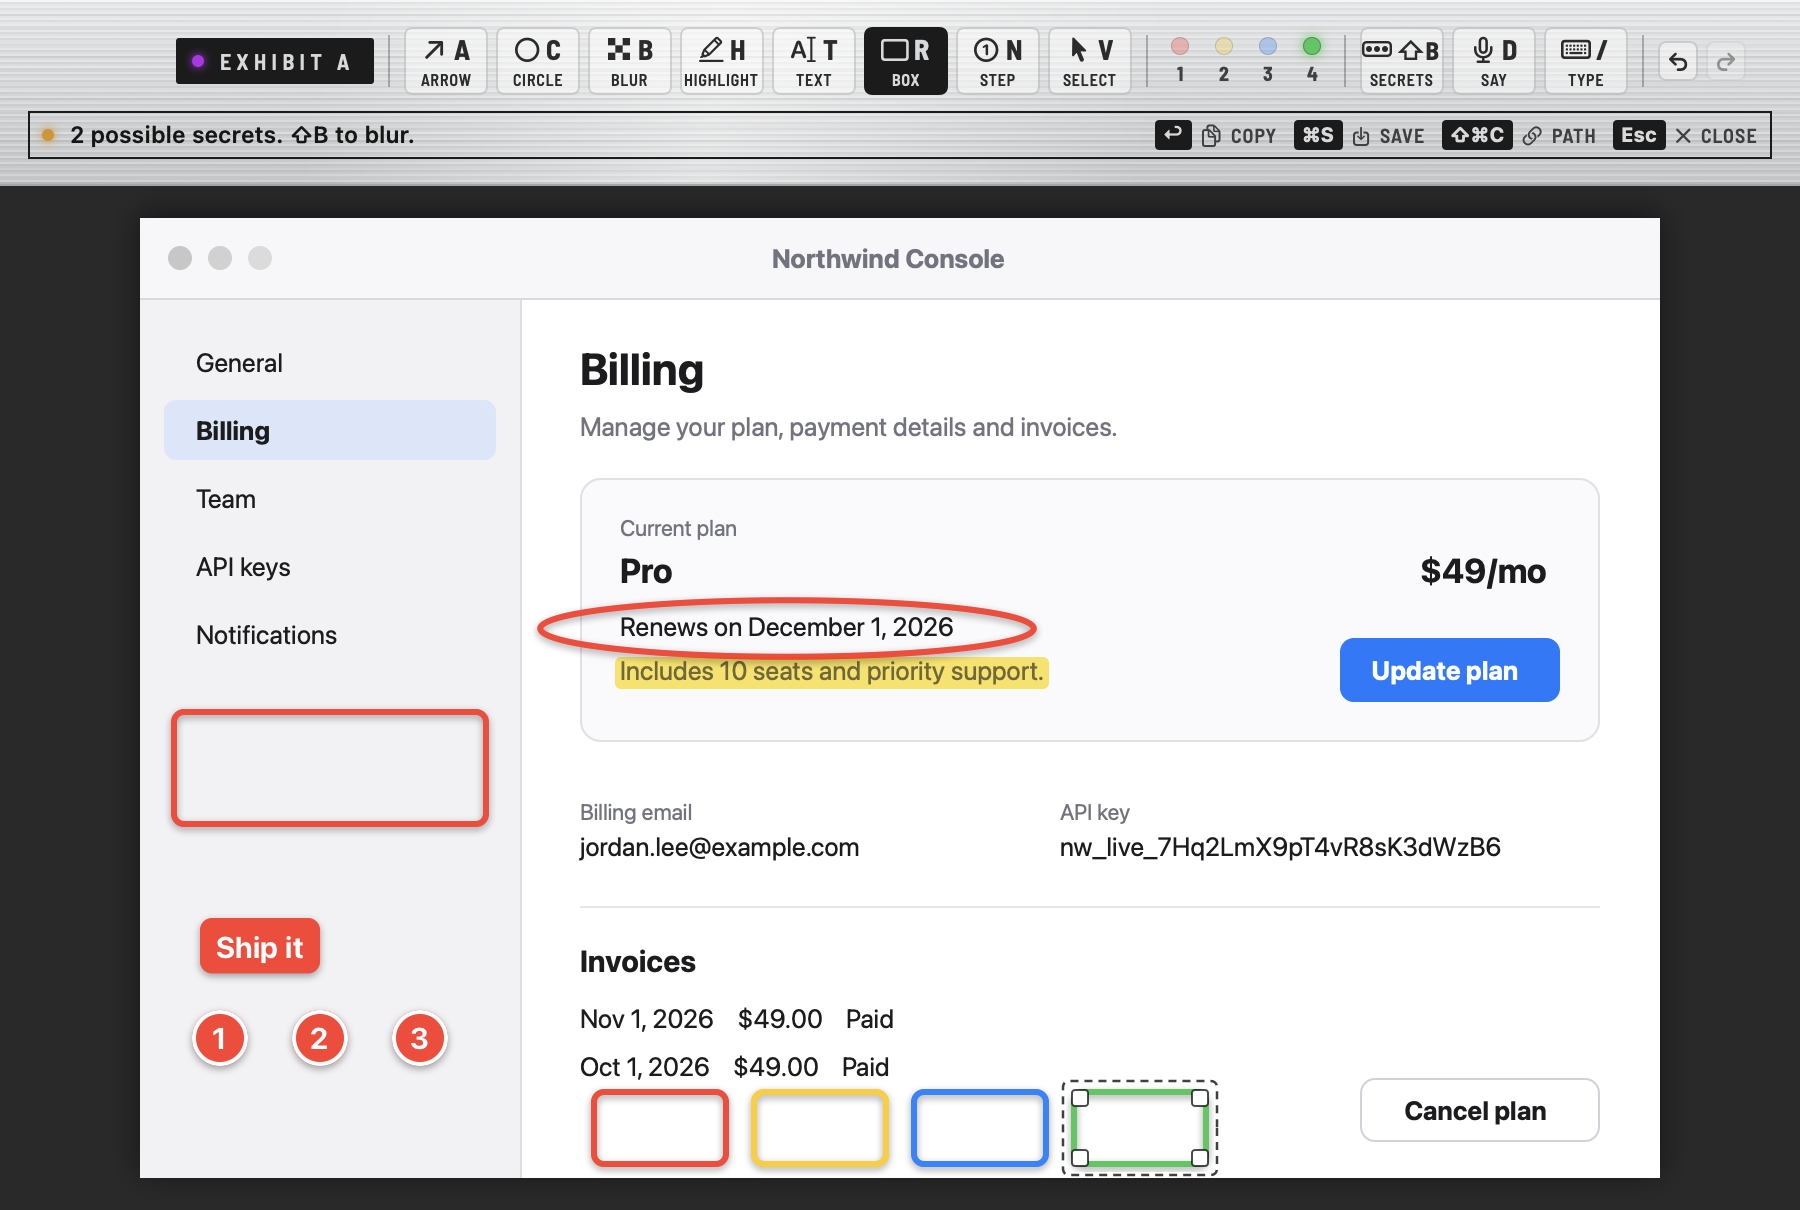 EXHIBIT A
A ARROW
C CIRCLE
B BLUR
H HIGHLIGHT
T TEXT
R BOX
1 N STEP
V SELECT
1 2 3 4
⇧B SECRETS
D SAY
/ TYPE
2 possible secrets. ⇧B to blur.
↩ COPY ⌘S SAVE ⇧⌘C PATH Esc CLOSE
Northwind Console
General
Billing
Team
API keys
Notifications
Ship it
1 2 3
Billing
Manage your plan, payment details and invoices.
Current plan
Pro
$49/mo
Renews on December 1, 2026
Includes 10 seats and priority support.
Update plan
Billing email
jordan.lee@example.com
API key
nw_live_7Hq2LmX9pT4vR8sK3dWzB6
Invoices
Nov 1, 2026 $49.00 Paid
Oct 1, 2026 $49.00 Paid
Cancel plan